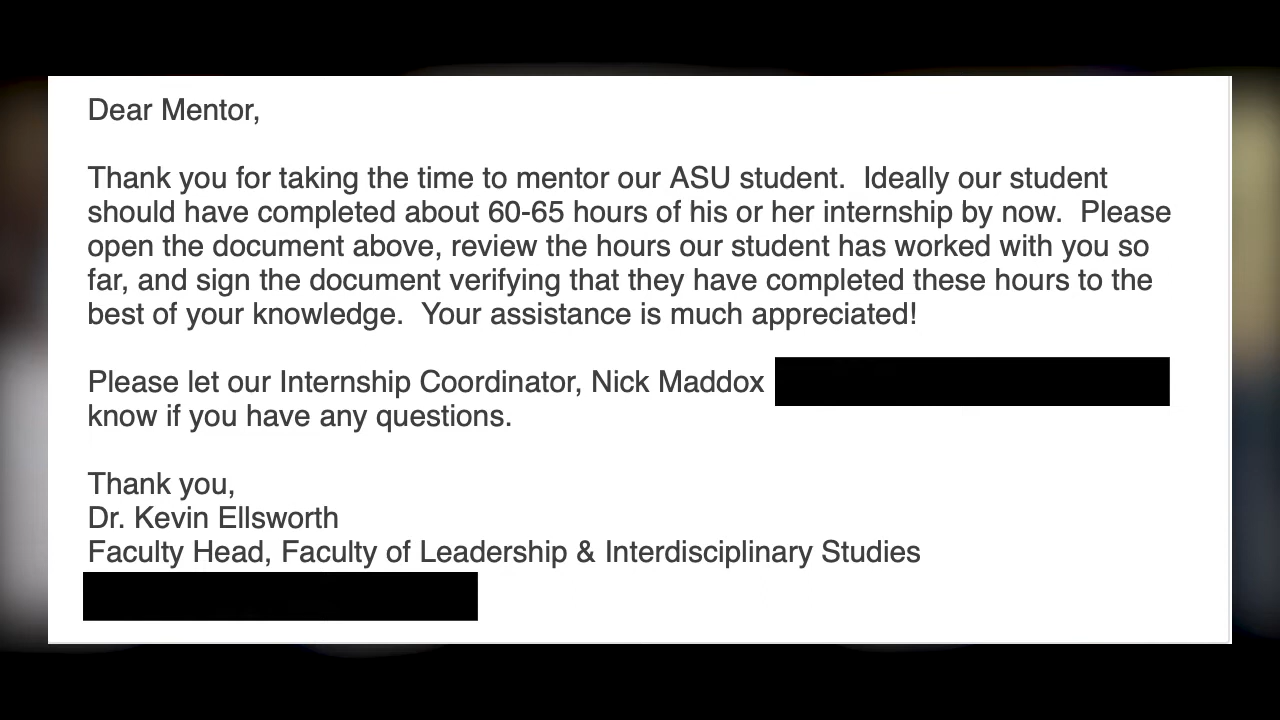 Dear Mentor,
Thank you for taking the time to mentor our ASU student.  Ideally our student
should have completed about 60-65 hours of his or her internship by now.  Please
open the document above, review the hours our student has worked with you so
far, and sign the document verifying that they have completed these hours to the
best of your knowledge.  Your assistance is much appreciated!
Please let our Internship Coordinator, Nick Maddox
know if you have any questions.
Thank you,
Dr. Kevin Ellsworth
Faculty Head, Faculty of Leadership & Interdisciplinary Studies